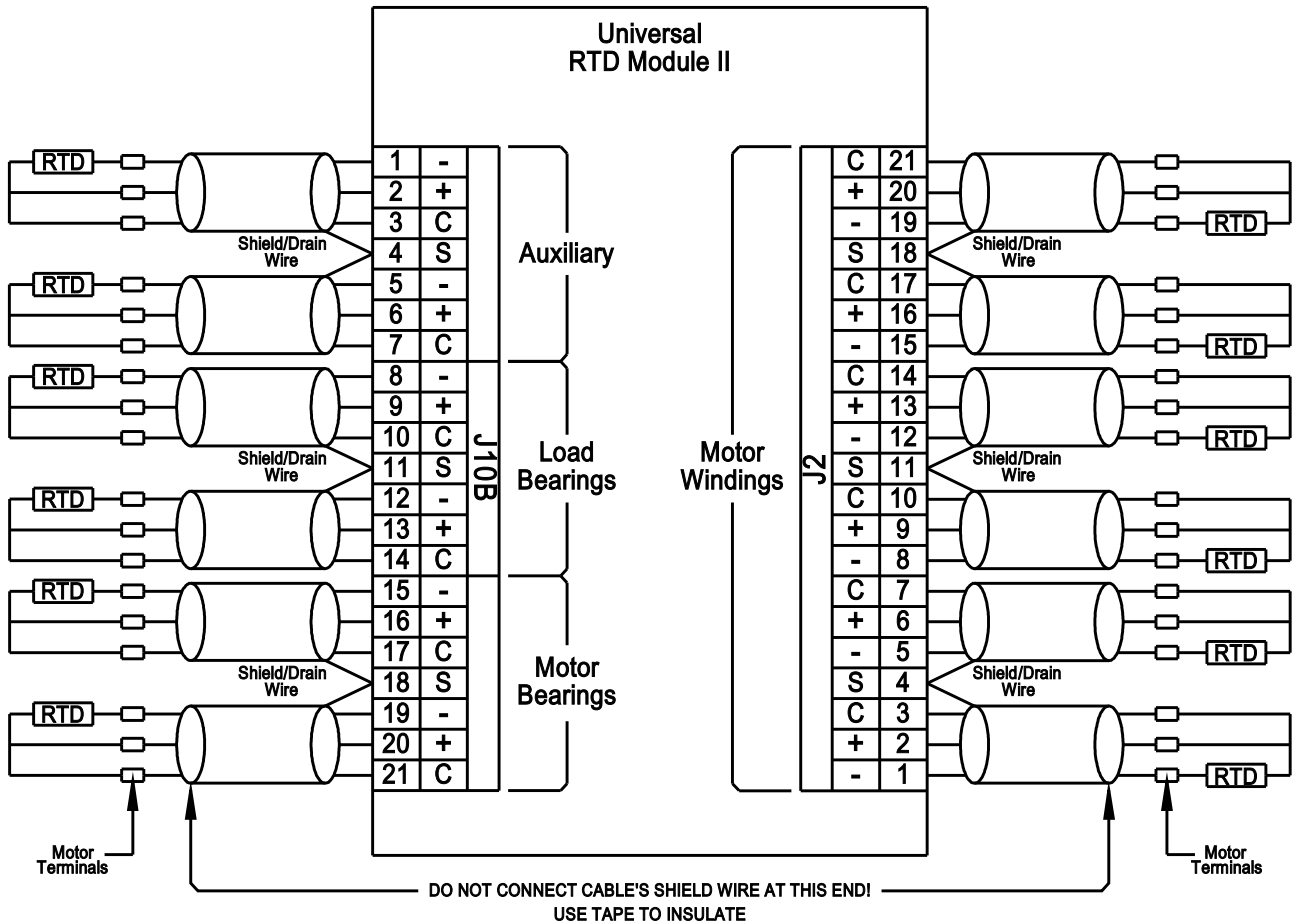 Universal
RTD Module II
RTD 1 - C 21
2 + + 20
3 C - 19 RTD
Shield/Drain
Wire
4 S Auxiliary S 18
Shield/Drain
Wire
RTD 5 - C 17
6 + + 16
7 C - 15 RTD
RTD 8 - C 14
9 + + 13
10 C - 12 RTD
Shield/Drain
Wire
11 S S 11
Shield/Drain
Wire
J10B
Load
Bearings
Motor
Windings
J2
RTD 12 - C 10
13 + + 9
14 C - 8 RTD
RTD 15 - C 7
16 + + 6
17 C - 5 RTD
Shield/Drain
Wire
18 S S 4
Shield/Drain
Wire
Motor
Bearings
RTD 19 - C 3
20 + + 2
21 C - 1 RTD
Motor
Terminals
Motor
Terminals
DO NOT CONNECT CABLE'S SHIELD WIRE AT THIS END!
USE TAPE TO INSULATE